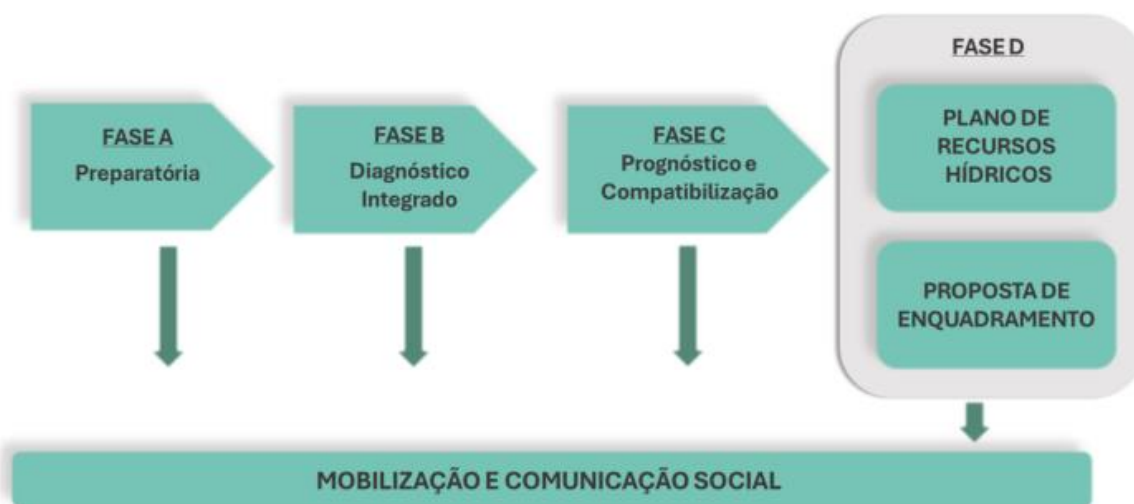 FASE A
Preparatória
FASE B
Diagnóstico
Integrado
FASE C
Prognóstico e
Compatibilização
FASE D
PLANO DE
RECURSOS
HÍDRICOS
PROPOSTA DE
ENQUADRAMENTO
MOBILIZAÇÃO E COMUNICAÇÃO SOCIAL